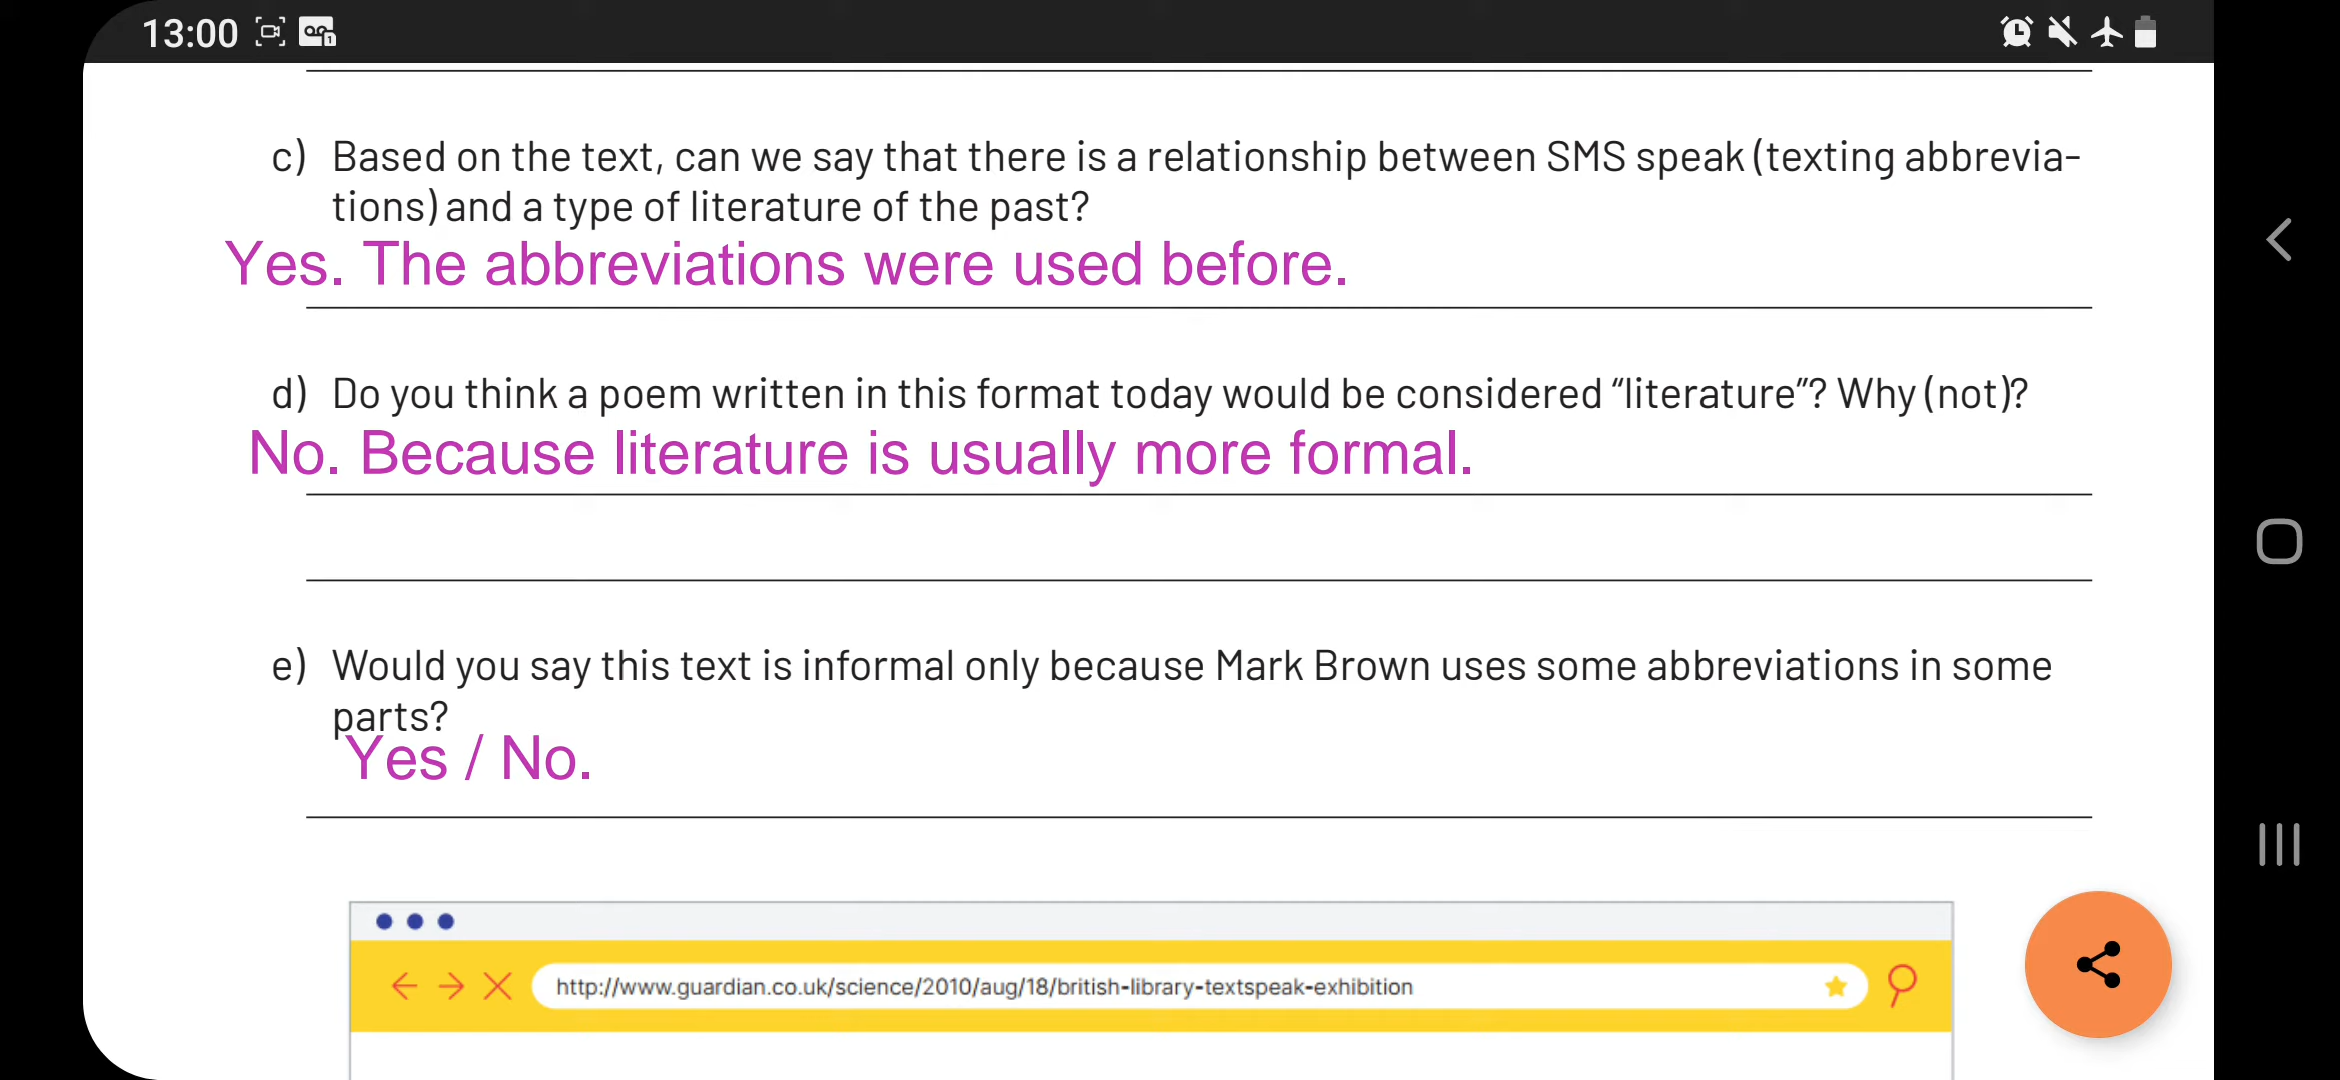 13:00
c) Based on the text, can we say that there is a relationship between SMS speak (texting abbrevia-
tions) and a type of literature of the past?
Yes. The abbreviations were used before.
d) Do you think a poem written in this format today would be considered “literature”? Why (not)?
No. Because literature is usually more formal.
e) Would you say this text is informal only because Mark Brown uses some abbreviations in some
parts?
Yes / No.
http://www.guardian.co.uk/science/2010/aug/18/british-library-textspeak-exhibition